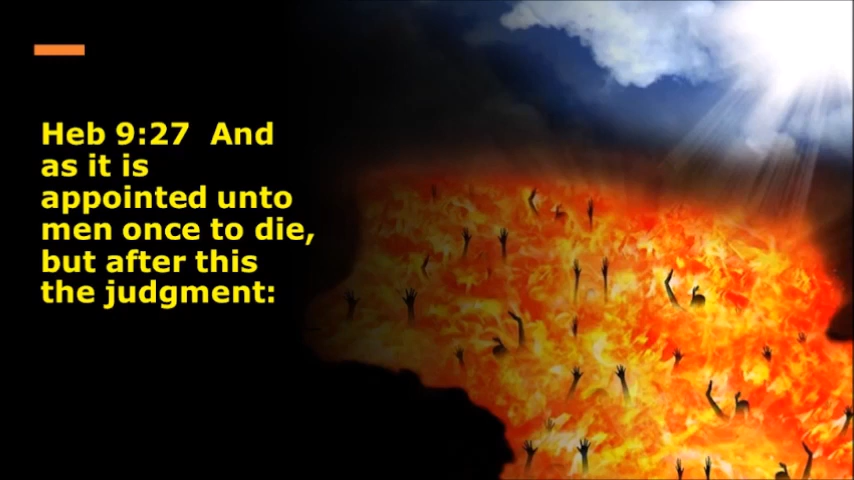 Heb 9:27  And
as it is
appointed unto
men once to die,
but after this
the judgment: